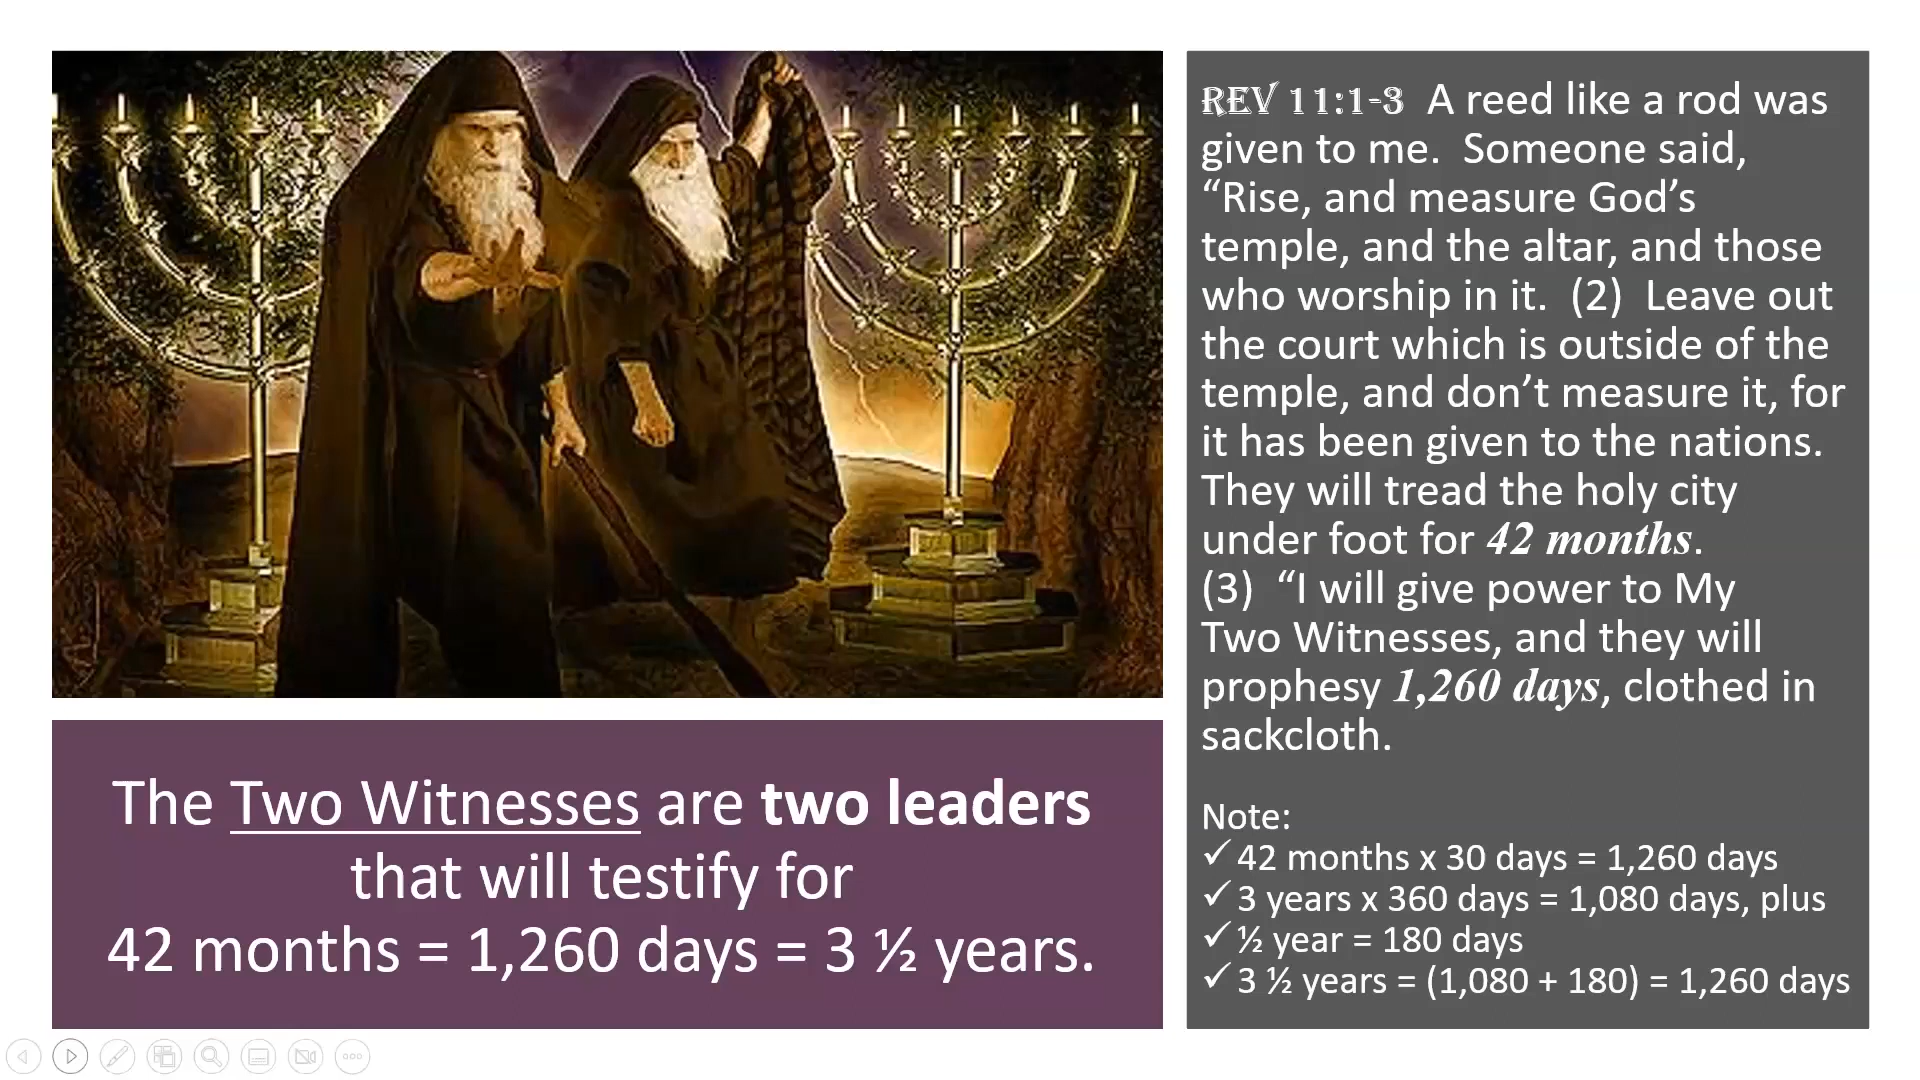 REV 11:1-3 A reed like a rod was
given to me. Someone said,
“Rise, and measure God’s
temple, and the altar, and those
who worship in it. (2) Leave out
the court which is outside of the
temple, and don’t measure it, for
it has been given to the nations.
They will tread the holy city
under foot for 42 months.
(3) “I will give power to My
Two Witnesses, and they will
prophesy 1,260 days, clothed in
sackcloth.
Note:
✓ 42 months x 30 days = 1,260 days
✓ 3 years x 360 days = 1,080 days, plus
✓ ½ year = 180 days
✓ 3 ½ years = (1,080 + 180) = 1,260 days
The Two Witnesses are two leaders
that will testify for
42 months = 1,260 days = 3 ½ years.